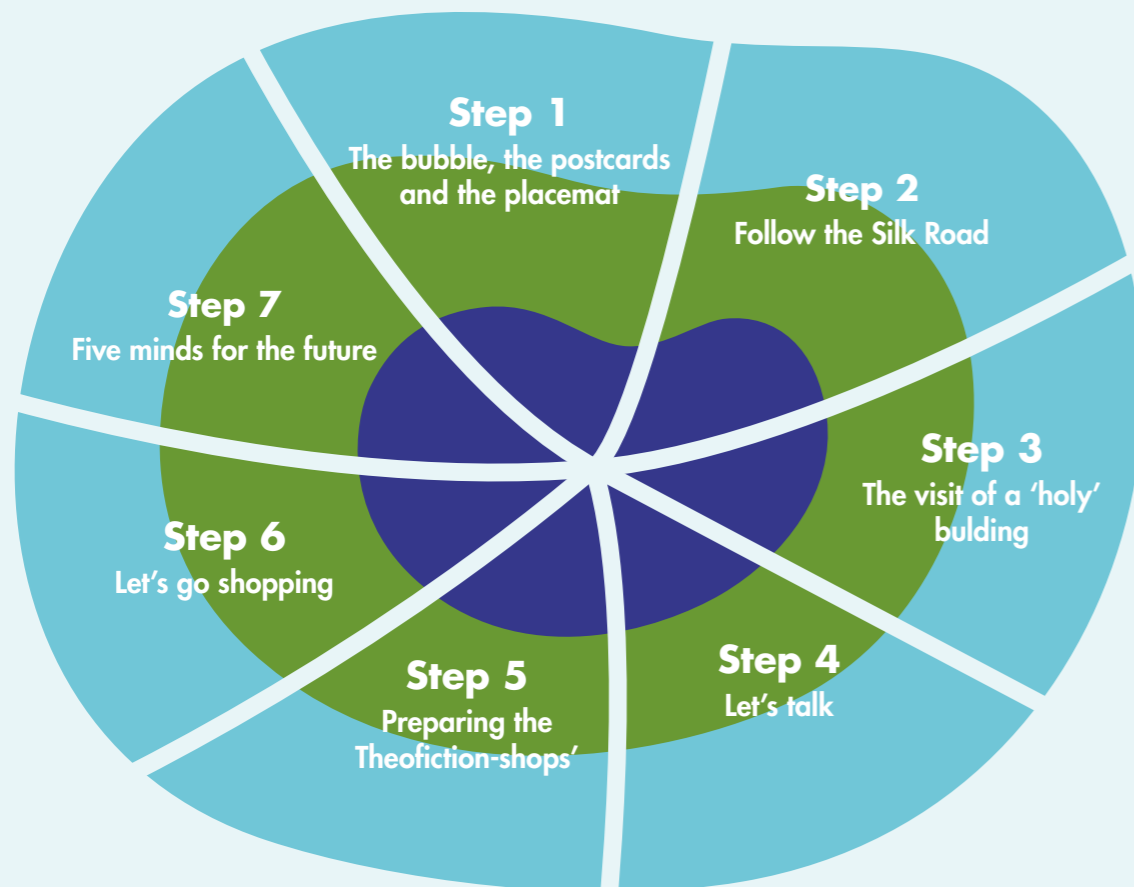 Step 1
The bubble, the postcards
and the placemat
Step 2
Follow the Silk Road
Step 3
The visit of a ‘holy’
bulding
Step 4
Let’s talk
Step 5
Preparing the
Theofiction-shops’
Step 6
Let’s go shopping
Step 7
Five minds for the future